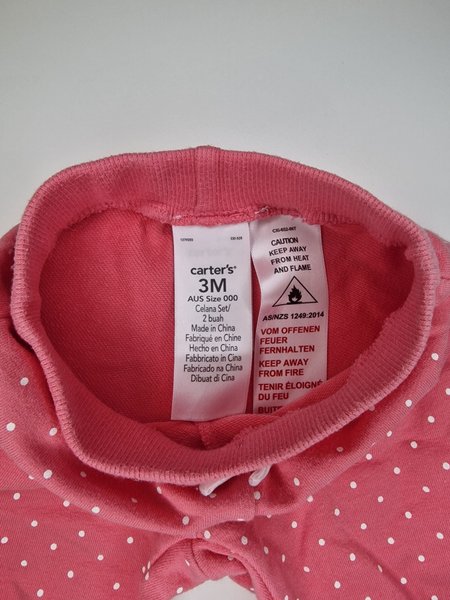 carter's
3M
AUS Size 000
Celana Set/
2 buah
Made in China
Fabriqué en Chine
Hecho en China
Fabbricato in Cina
Fabricado na China
Dibuat di Cina
CAUTION
KEEP AWAY
FROM HEAT
AND FLAME
AS/NZS 1249:2014
VOM OFFENEN
FEUER
FERNHALTEN
KEEP AWAY
FROM FIRE
TENIR ÉLOIGNÉ
DU FEU